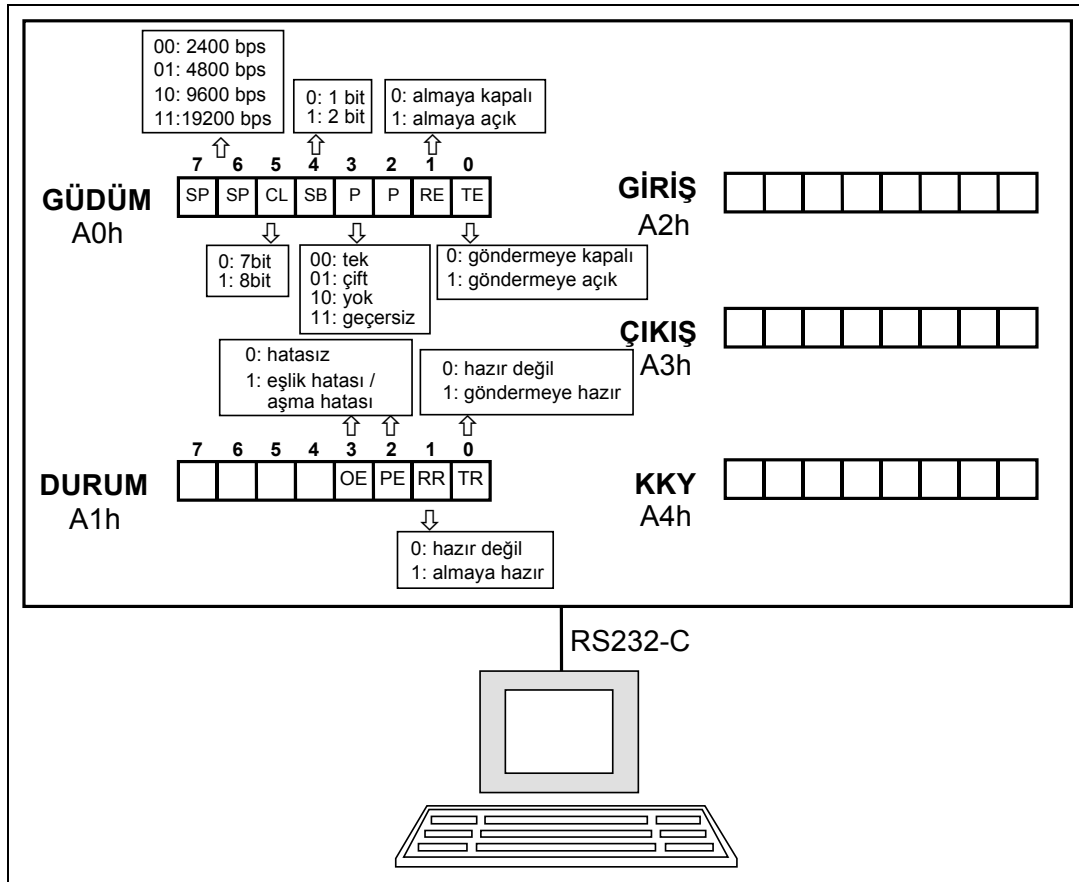 00: 2400 bps
01: 4800 bps
10: 9600 bps
11:19200 bps
0: 1 bit
1: 2 bit
0: almaya kapalı
1: almaya açık
7 6 5 4 3 2 1 0
GÜDÜM
A0h
SP SP CL SB P P RE TE
0: 7bit
1: 8bit
00: tek
01: çift
10: yok
11: geçersiz
0: göndermeye kapalı
1: göndermeye açık
GİRİŞ
A2h
ÇIKIŞ
A3h
0: hatasız
1: eşlik hatası /
aşma hatası
0: hazır değil
1: göndermeye hazır
7 6 5 4 3 2 1 0
DURUM
A1h
OE PE RR TR
0: hazır değil
1: almaya hazır
KKY
A4h
RS232-C